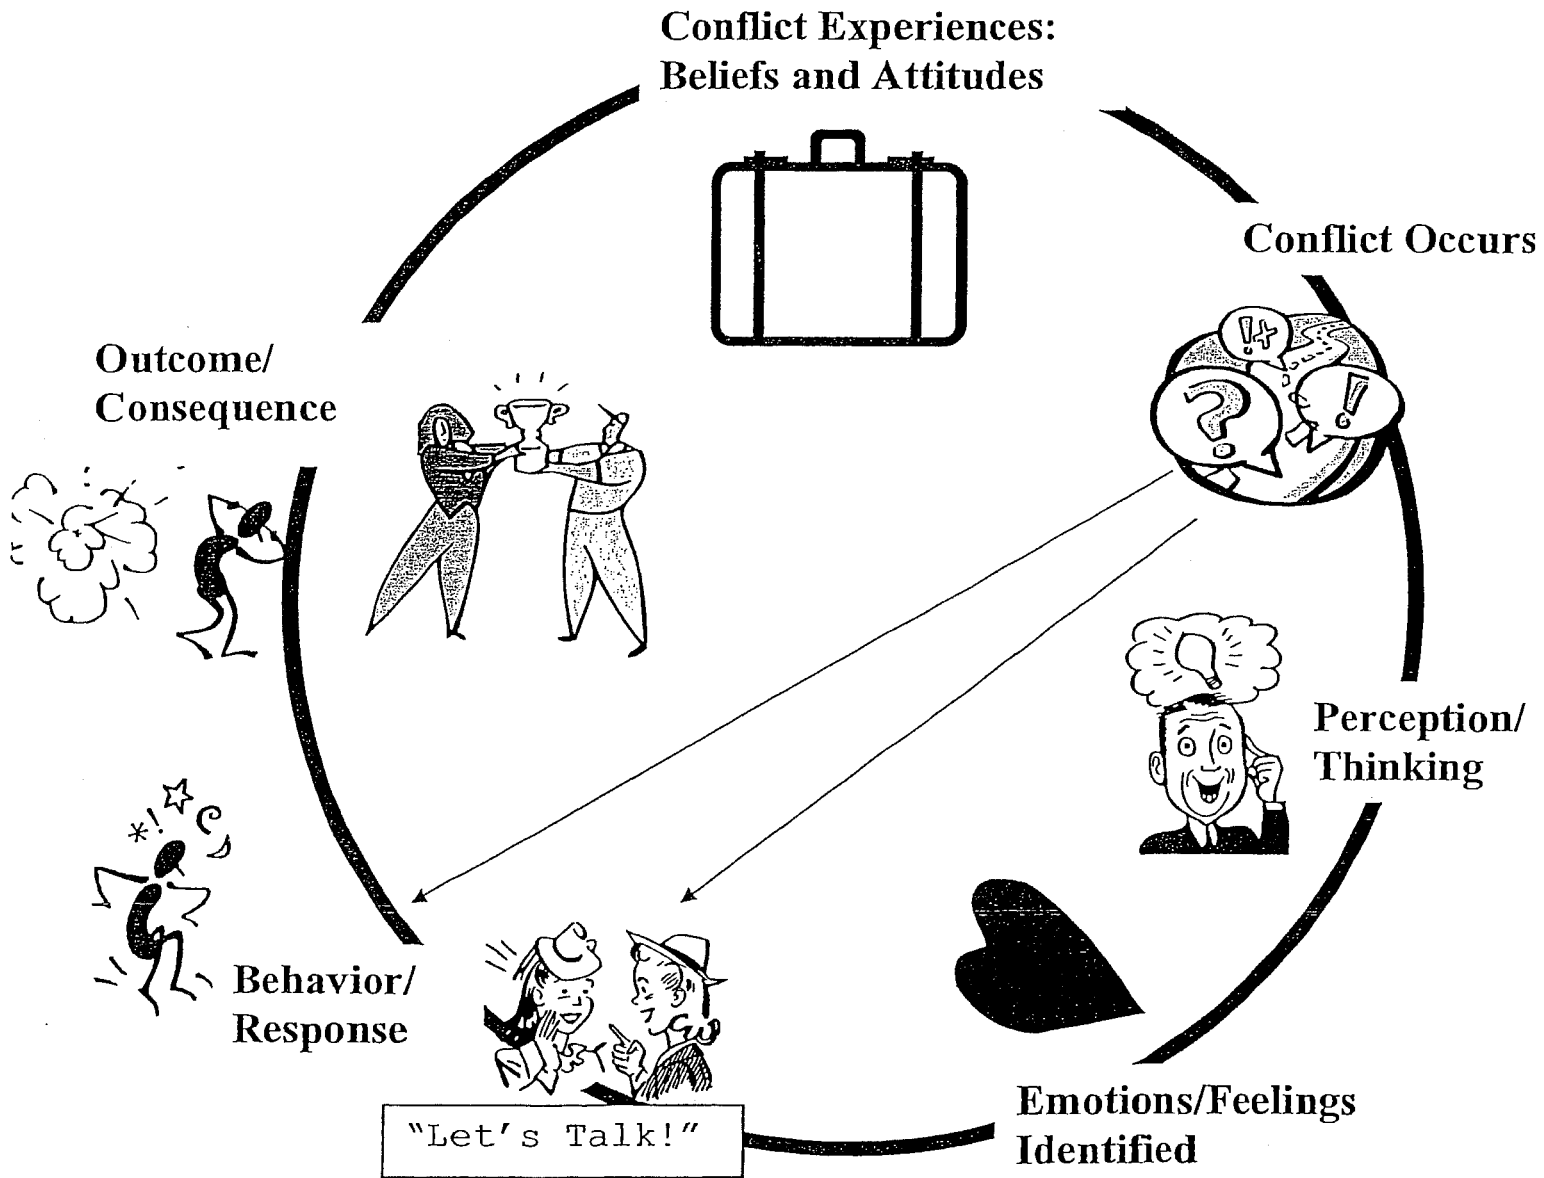 Conflict Experiences:
Beliefs and Attitudes
Conflict Occurs
!+
?
!
Perception/
Thinking
Emotions/Feelings
Identified
"Let's Talk!"
Behavior/
Response
*!
Outcome/
Consequence